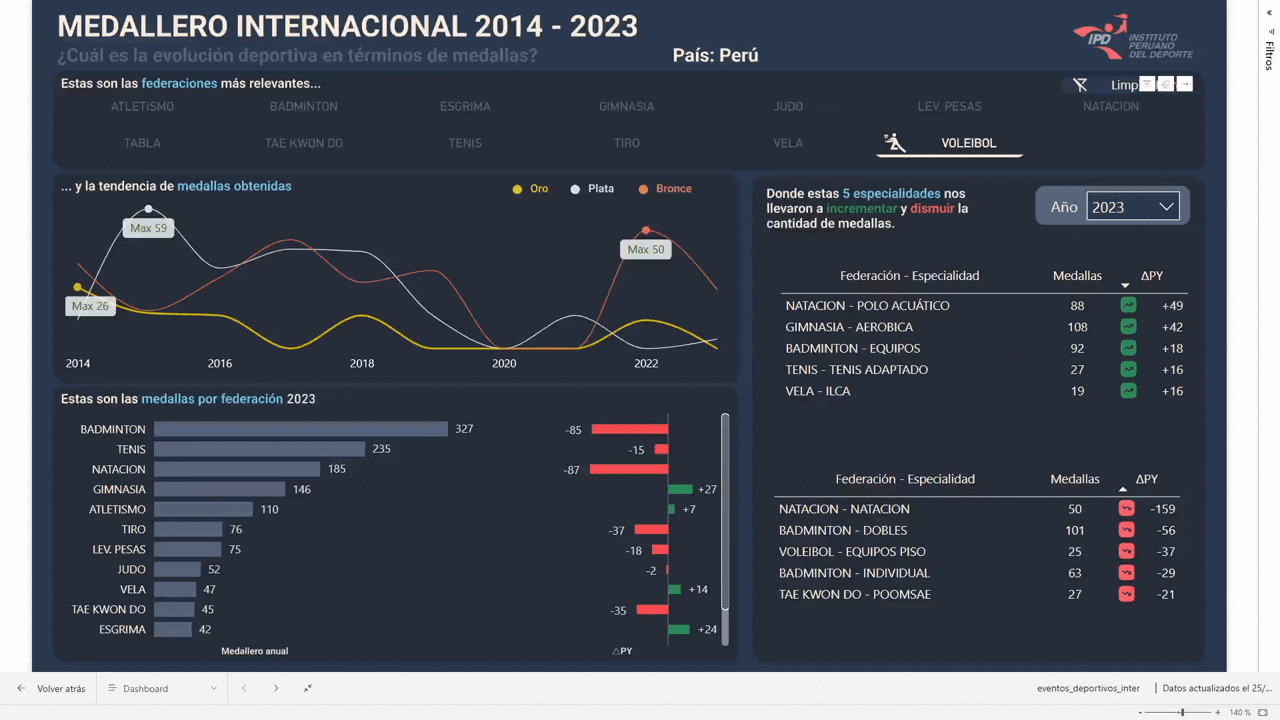 MEDALLERO INTERNACIONAL 2014 - 2023
¿Cuál es la evolución deportiva en términos de medallas?
País: Perú
IPD INSTITUTO
PERUANO
DEL DEPORTE
Filtros
Estas son las federaciones más relevantes...
Limp
ATLETISMO BADMINTON ESGRIMA GIMNASIA JUDO LEV. PESAS NATACION
TABLA TAE KWON DO TENIS TIRO VELA VOLEIBOL
... y la tendencia de medallas obtenidas
Oro Plata Bronce
Max 59
Max 50
Max 26
2014 2016 2018 2020 2022
Donde estas 5 especialidades nos
llevaron a incrementar y dismuir la
cantidad de medallas.
Año 2023
Federación - Especialidad Medallas ΔPY
NATACION - POLO ACUÁTICO 88 +49
GIMNASIA - AEROBICA 108 +42
BADMINTON - EQUIPOS 92 +18
TENIS - TENIS ADAPTADO 27 +16
VELA - ILCA 19 +16
Estas son las medallas por federación 2023
BADMINTON 327 -85
TENIS 235 -15
NATACION 185 -87
GIMNASIA 146 +27
ATLETISMO 110 +7
TIRO 76 -37
LEV. PESAS 75 -18
JUDO 52 -2
VELA 47 +14
TAE KWON DO 45 -35
ESGRIMA 42 +24
Medallero anual △PY
Federación - Especialidad Medallas ΔPY
NATACION - NATACION 50 -159
BADMINTON - DOBLES 101 -56
VOLEIBOL - EQUIPOS PISO 25 -37
BADMINTON - INDIVIDUAL 63 -29
TAE KWON DO - POOMSAE 27 -21
Volver atrás Dashboard eventos_deportivos_inter | Datos actualizados el 25/...
- + 140 %